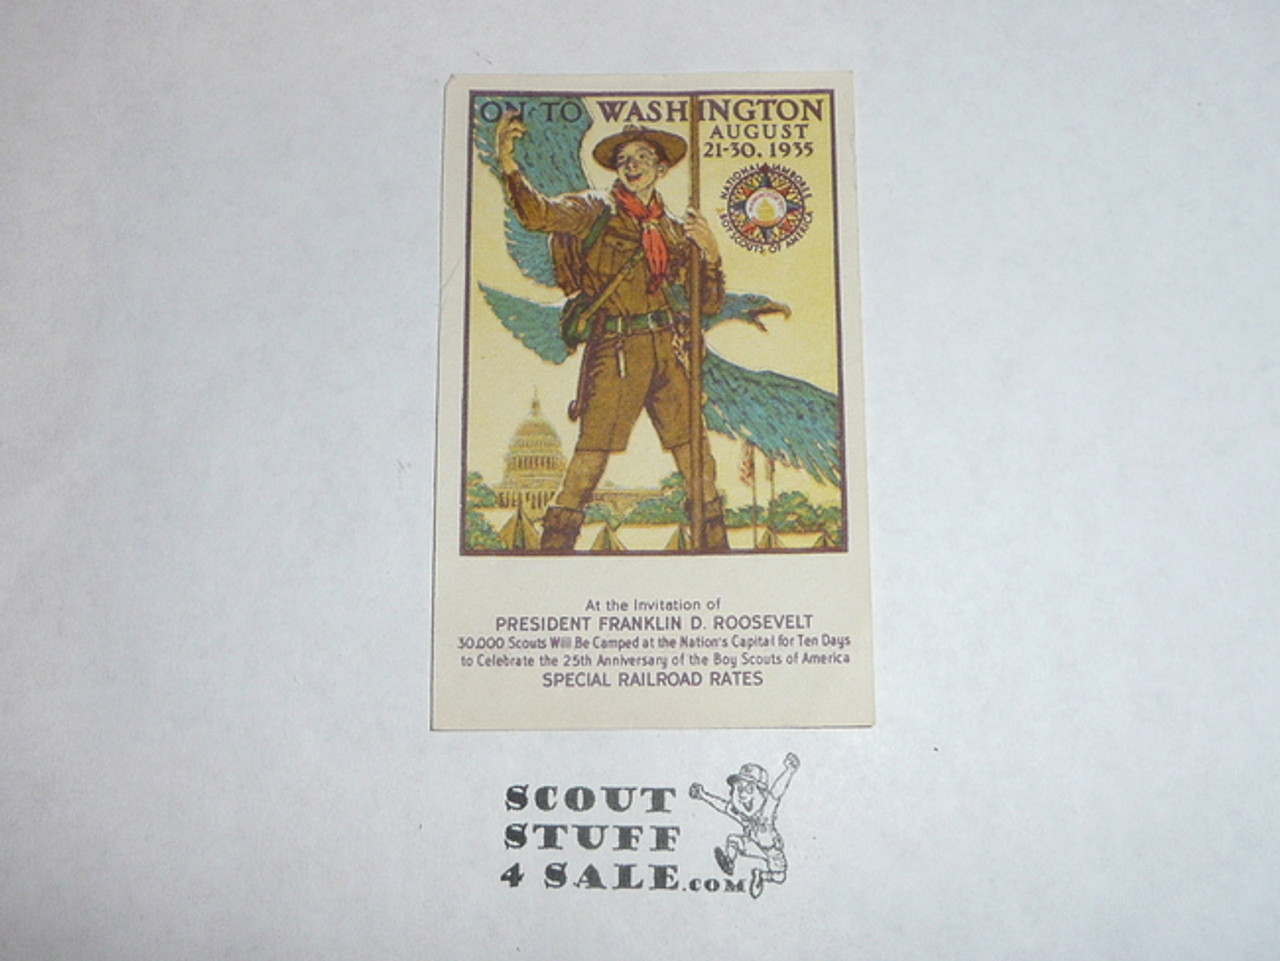 ON TO WASHINGTON
AUGUST
21-30, 1935
NATIONAL JAMBOREE
BOY SCOUTS OF AMERICA
At the Invitation of
PRESIDENT FRANKLIN D. ROOSEVELT
30,000 Scouts Will Be Camped at the Nation's Capital for Ten Days
to Celebrate the 25th Anniversary of the Boy Scouts of America
SPECIAL RAILROAD RATES
SCOUT
STUFF
4 SALE.COM